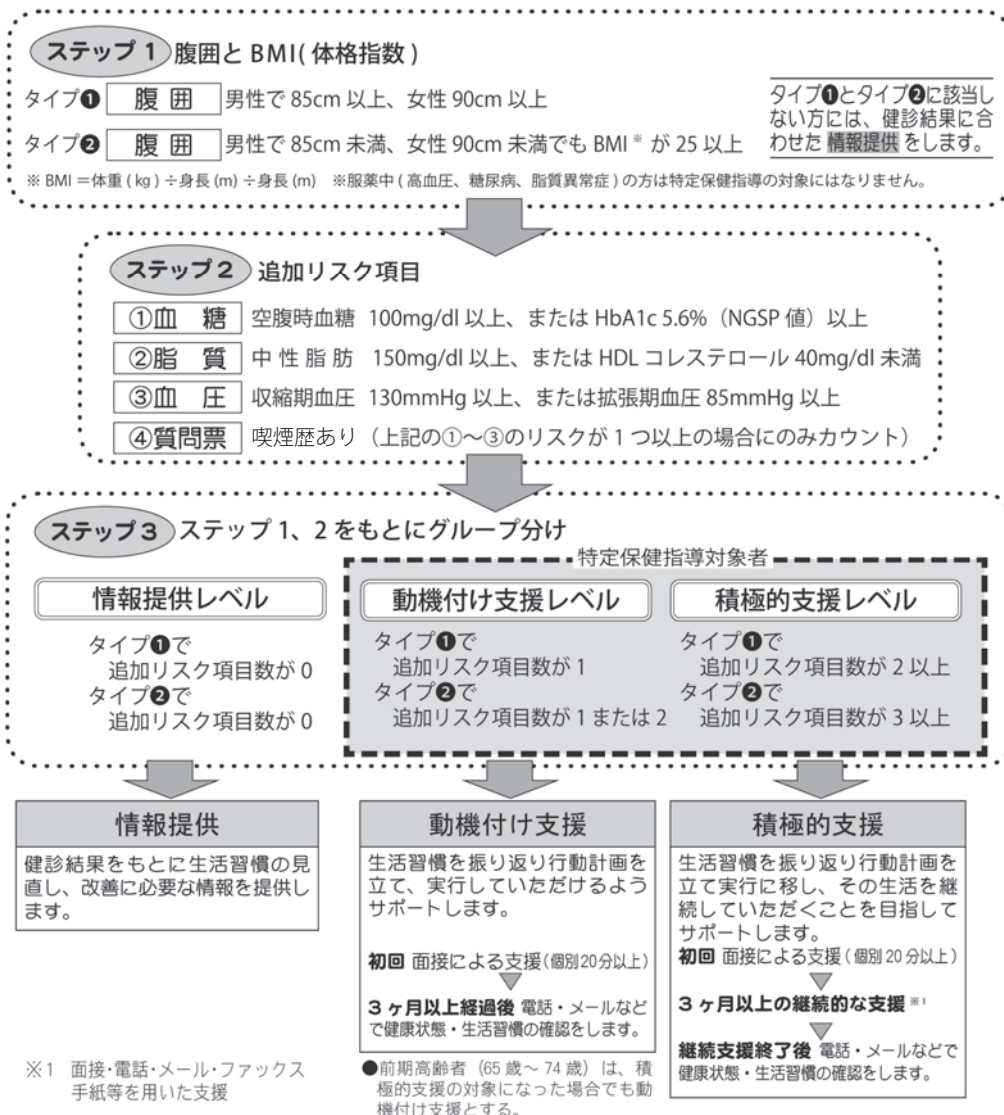 ステップ 1 腹囲と BMI( 体格指数 )
タイプ❶ 腹 囲 男性で 85cm 以上、女性 90cm 以上
タイプ❷ 腹 囲 男性で 85cm 未満、女性 90cm 未満でも BMI ※ が 25 以上
タイプ❶とタイプ❷に該当し
ない方には、健診結果に合
わせた 情報提供 をします。
※ BMI ＝体重 ( kg ) ÷身長 (m) ÷身長 (m) ※服薬中 ( 高血圧、糖尿病、脂質異常症 ) の方は特定保健指導の対象にはなりません。
ステップ 2 追加リスク項目
①血 糖 空腹時血糖 100mg/dl 以上、または HbA1c 5.6%（NGSP 値）以上
②脂 質 中 性 脂 肪 150mg/dl 以上、または HDL コレステロール 40mg/dl 未満
③血 圧 収縮期血圧 130mmHg 以上、または拡張期血圧 85mmHg 以上
④質問票 喫煙歴あり（上記の①～③のリスクが 1 つ以上の場合にのみカウント）
ステップ 3 ステップ 1、2 をもとにグループ分け
特定保健指導対象者
情報提供レベル
タイプ❶で
追加リスク項目数が 0
タイプ❷で
追加リスク項目数が 0
動機付け支援レベル
タイプ❶で
追加リスク項目数が 1
タイプ❷で
追加リスク項目数が 1 または 2
積極的支援レベル
タイプ❶で
追加リスク項目数が 2 以上
タイプ❷で
追加リスク項目数が 3 以上
情報提供
健診結果をもとに生活習慣の見
直し、改善に必要な情報を提供し
ます。
動機付け支援
生活習慣を振り返り行動計画を
立て、実行していただけるよう
サポートします。
初回 面接による支援（個別20分以上）
3 ヶ月以上経過後 電話・メールなど
で健康状態・生活習慣の確認をします。
積極的支援
生活習慣を振り返り行動計画を
立て実行に移し、その生活を継
続していただくことを目指して
サポートします。
初回 面接による支援（個別 20 分以上）
3 ヶ月以上の継続的な支援 ※1
継続支援終了後 電話・メールなどで
健康状態・生活習慣の確認をします。
※1 面接・電話・メール・ファックス
手紙等を用いた支援
●前期高齢者（65 歳～ 74 歳）は、積
極的支援の対象になった場合でも動
機付け支援とする。